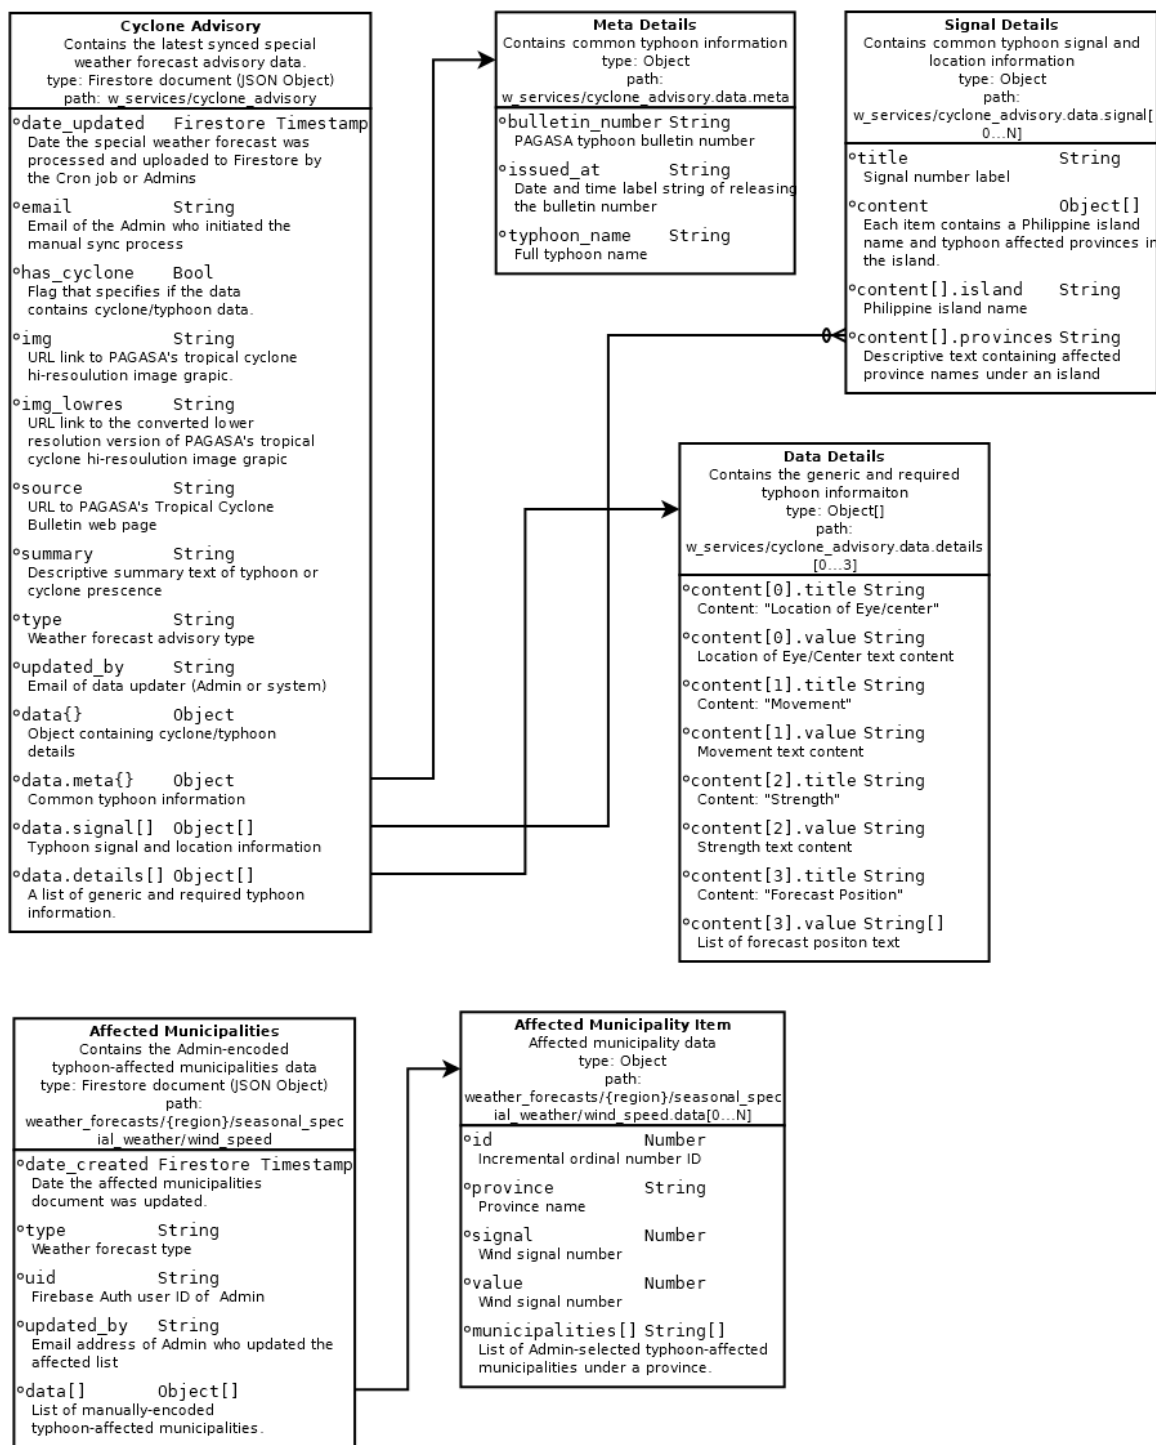 Cyclone Advisory
Contains the latest synced special
weather forecast advisory data.
type: Firestore document (JSON Object)
path: w_services/cyclone_advisory
date_updated Firestore Timestamp
Date the special weather forecast was
processed and uploaded to Firestore by
the Cron job or Admins
email String
Email of the Admin who initiated the
manual sync process
has_cyclone Bool
Flag that specifies if the data
contains cyclone/typhoon data.
img String
URL link to PAGASA's tropical cyclone
hi-resoulution image grapic.
img_lowres String
URL link to the converted lower
resolution version of PAGASA's tropical
cyclone hi-resoulution image grapic
source String
URL to PAGASA's Tropical Cyclone
Bulletin web page
summary String
Descriptive summary text of typhoon or
cyclone prescence
type String
Weather forecast advisory type
updated_by String
Email of data updater (Admin or system)
data{} Object
Object containing cyclone/typhoon
details
data.meta{} Object
Common typhoon information
data.signal[] Object[]
Typhoon signal and location information
data.details[] Object[]
A list of generic and required typhoon
information.
Meta Details
Contains common typhoon information
type: Object
path:
w_services/cyclone_advisory.data.meta
bulletin_number String
PAGASA typhoon bulletin number
issued_at String
Date and time label string of releasing
the bulletin number
typhoon_name String
Full typhoon name
Signal Details
Contains common typhoon signal and
location information
type: Object
path:
w_services/cyclone_advisory.data.signal[
0...N]
title String
Signal number label
content Object[]
Each item contains a Philippine island
name and typhoon affected provinces in
the island.
content[].island String
Philippine island name
content[].provinces String
Descriptive text containing affected
province names under an island
Data Details
Contains the generic and required
typhoon informaiton
type: Object[]
path:
w_services/cyclone_advisory.data.details
[0...3]
content[0].title String
Content: "Location of Eye/center"
content[0].value String
Location of Eye/Center text content
content[1].title String
Content: "Movement"
content[1].value String
Movement text content
content[2].title String
Content: "Strength"
content[2].value String
Strength text content
content[3].title String
Content: "Forecast Position"
content[3].value String[]
List of forecast positon text
Affected Municipalities
Contains the Admin-encoded
typhoon-affected municipalities data
type: Firestore document (JSON Object)
path:
weather_forecasts/{region}/seasonal_spec
ial_weather/wind_speed
date_created Firestore Timestamp
Date the affected municipalities
document was updated.
type String
Weather forecast type
uid String
Firebase Auth user ID of Admin
updated_by String
Email address of Admin who updated the
affected list
data[] Object[]
List of manually-encoded
typhoon-affected municipalities.
Affected Municipality Item
Affected municipality data
type: Object
path:
weather_forecasts/{region}/seasonal_spec
ial_weather/wind_speed.data[0...N]
id Number
Incremental ordinal number ID
province String
Province name
signal Number
Wind signal number
value Number
Wind signal number
municipalities[] String[]
List of Admin-selected typhoon-affected
municipalities under a province.